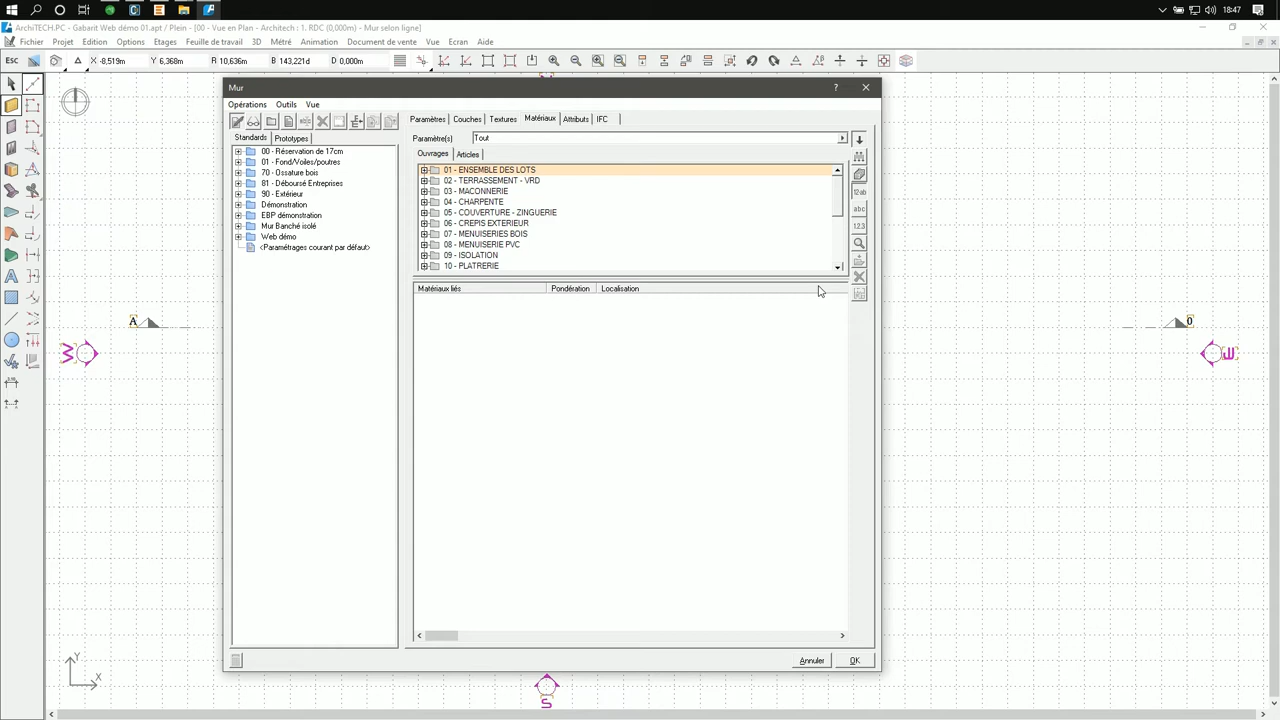 18:47
ArchiTECH.PC - Gabarit Web démo 01.apt / Plein - [00 - Vue en Plan - Architech : 1. RDC (0,000m) - Mur selon ligne]
Fichier Projet Edition Options Etages Feuille de travail 3D Métré Animation Document de vente Vue Ecran Aide
Esc X -8,519m Y 6,368m R 10,636m B 143,221d D 0,000m
Mur
?
Opérations Outils Vue
Paramètres Couches Textures Matériaux Attributs IFC
Standards Prototypes
Paramètre(s) Tout
Ouvrages Articles
00 - Réservation de 17cm
01 - Fond/Voiles/poutres
70 - Ossature bois
81 - Déboursé Entreprises
90 - Extérieur
Démonstration
EBP démonstration
Mur Banché isolé
Web démo
<Paramétrages courant par défaut>
01 - ENSEMBLE DES LOTS
02 - TERRASSEMENT - VRD
03 - MACONNERIE
04 - CHARPENTE
05 - COUVERTURE - ZINGUERIE
06 - CREPIS EXTERIEUR
07 - MENUISERIES BOIS
08 - MENUISERIE PVC
09 - ISOLATION
10 - PLATRERIE
12ab
abc
123
Matériaux liés Pondération Localisation
A
0
W
E
Y
X
S
Annuler OK